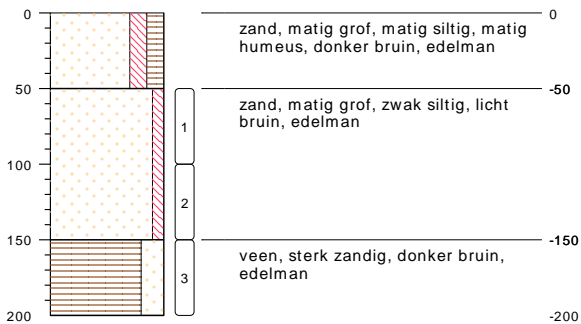 0
zand, matig grof, matig siltig, matig
humeus, donker bruin, edelman
0
50
zand, matig grof, zwak siltig, licht
bruin, edelman
-50
1
100
2
150
veen, sterk zandig, donker bruin,
edelman
-150
3
200
-200